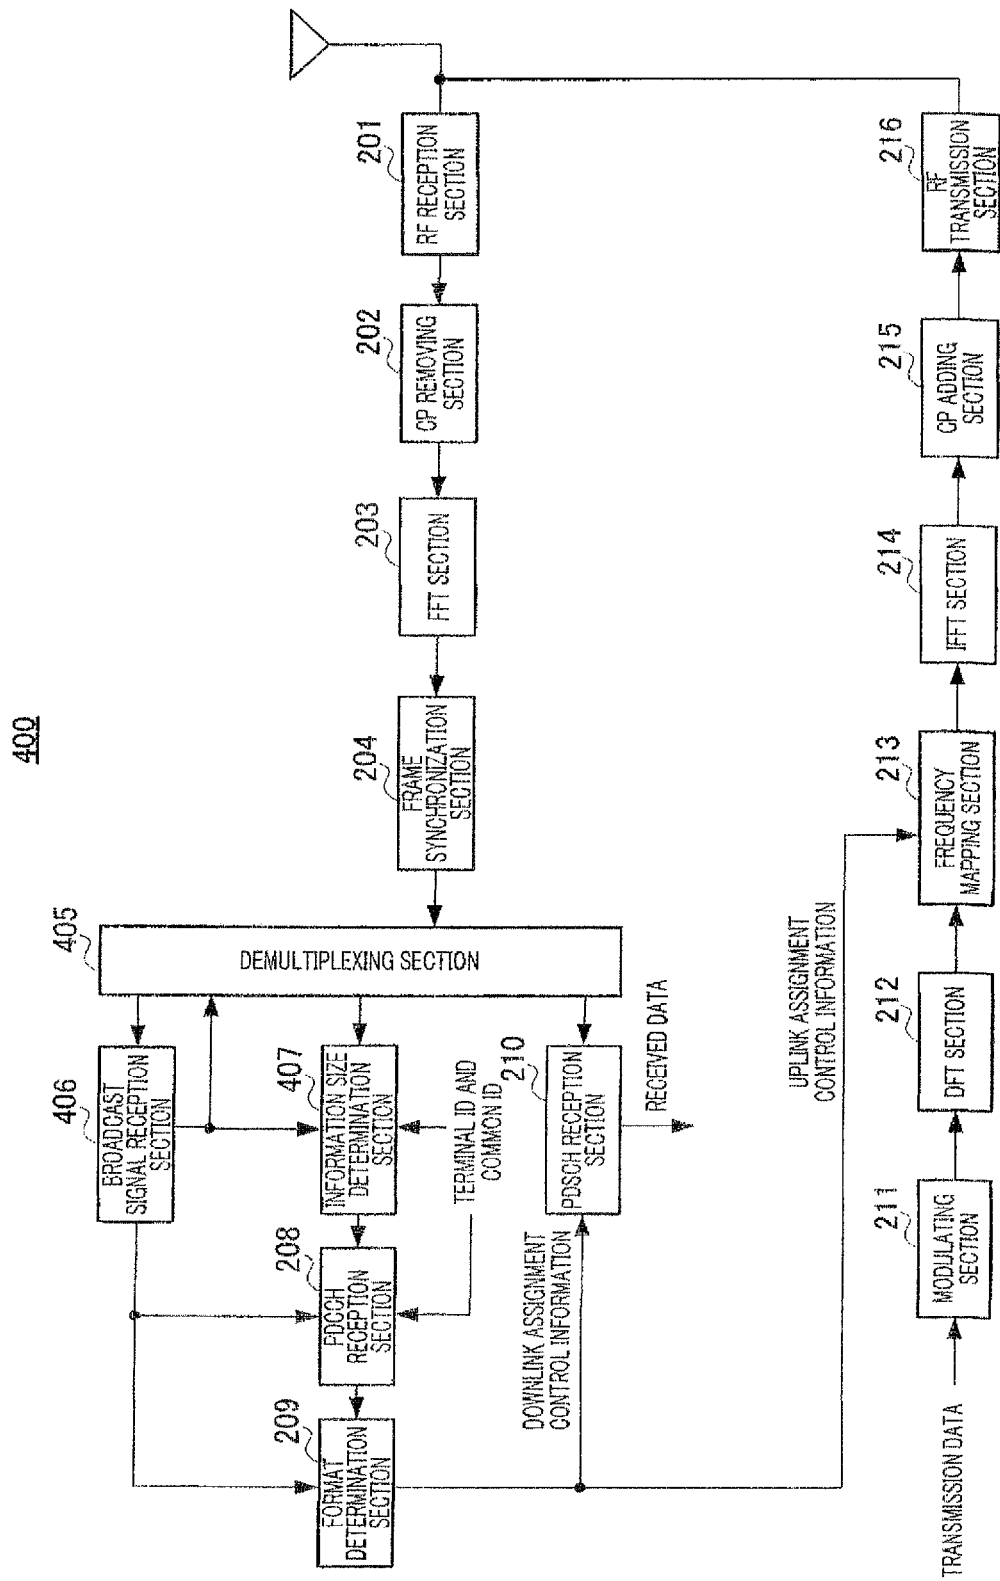 400
201
RF RECEPTION
SECTION
202
CP REMOVING
SECTION
203
FFT SECTION
204
FRAME
SYNCHRONIZATION
SECTION
405
DEMULTIPLEXING SECTION
406
BROADCAST
SIGNAL RECEPTION
SECTION
407
INFORMATION SIZE
DETERMINATION
SECTION
TERMINAL ID AND
COMMON ID
208
PDCCH
RECEPTION
SECTION
209
FORMAT
DETERMINATION
SECTION
210
PDSCH RECEPTION
SECTION
RECEIVED DATA
DOWNLINK ASSIGNMENT
CONTROL INFORMATION
UPLINK ASSIGNMENT
CONTROL INFORMATION
TRANSMISSION DATA
211
MODULATING
SECTION
212
DFT SECTION
213
FREQUENCY
MAPPING SECTION
214
IFFT SECTION
215
CP ADDING
SECTION
216
RF
TRANSMISSION
SECTION